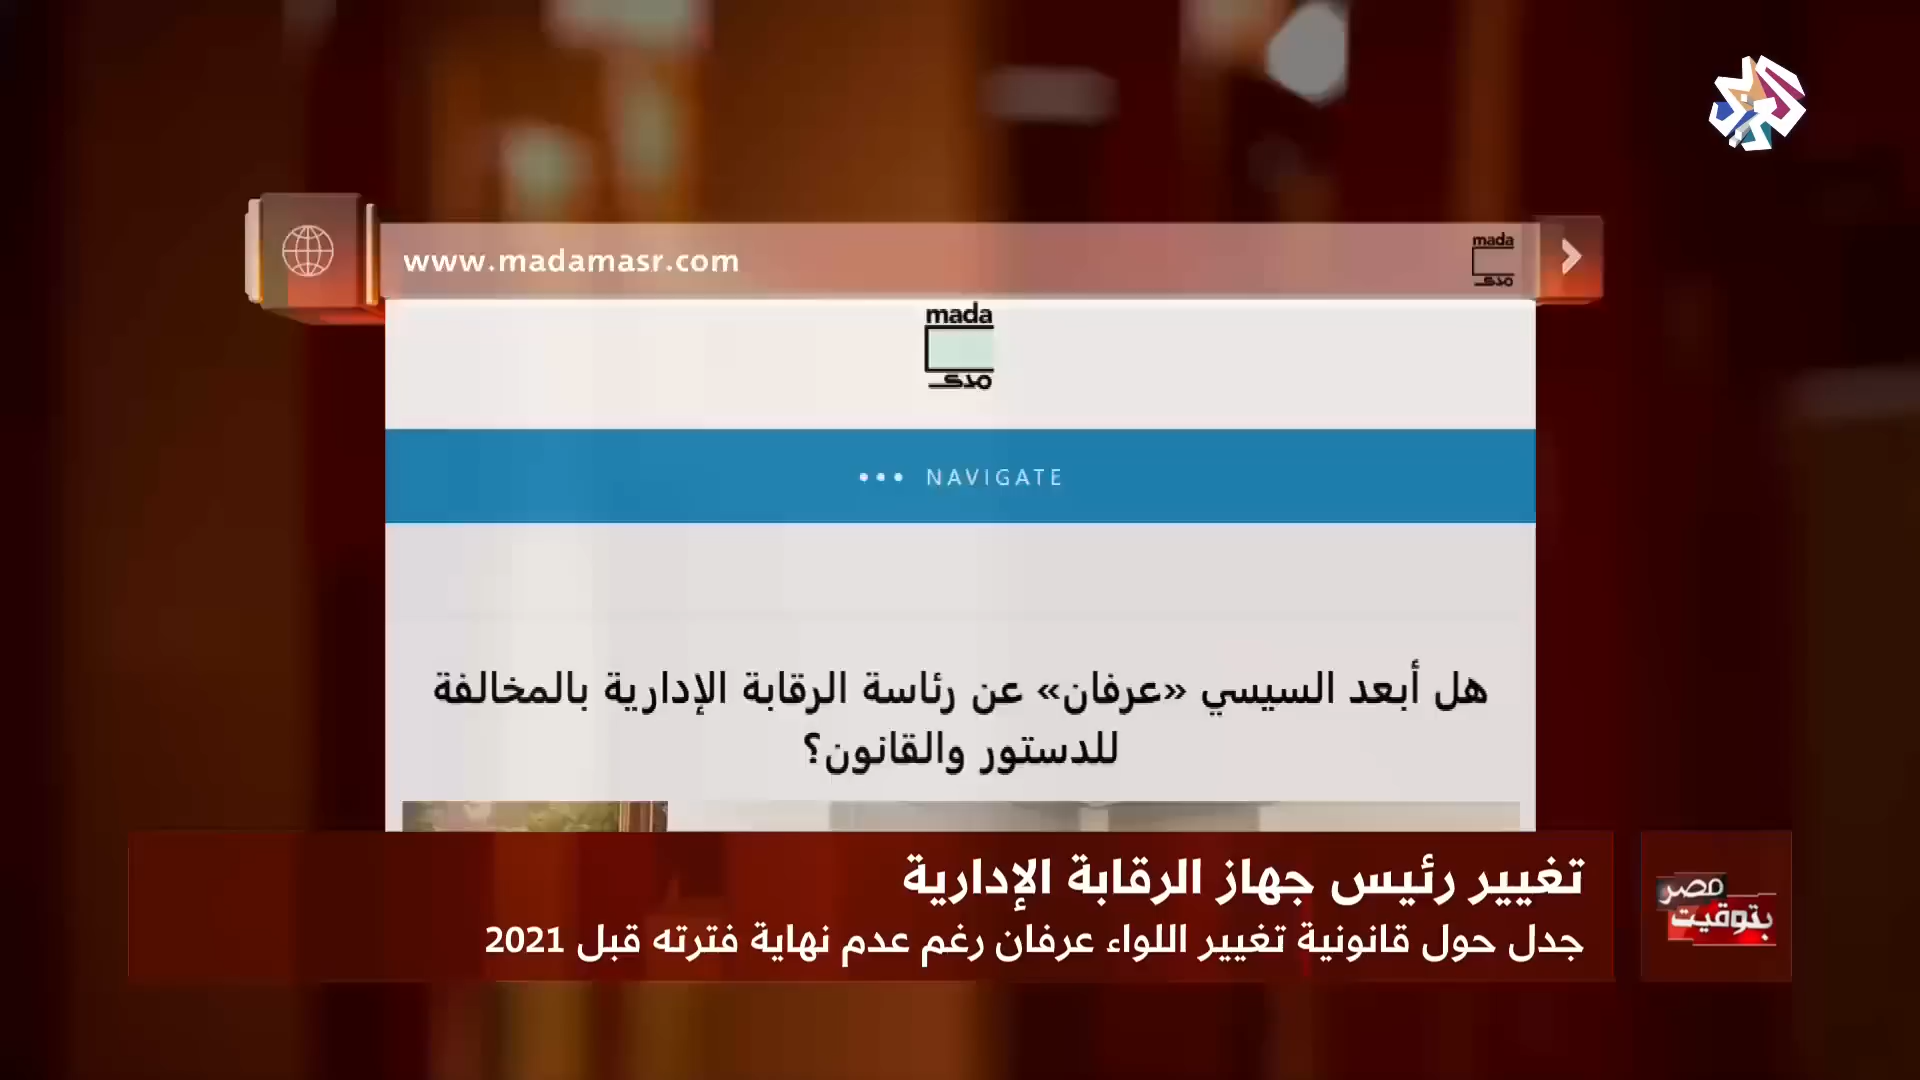 www.madamasr.com
mada
مدى
mada
مدى
••• NAVIGATE
هل أبعد السيسي «عرفان» عن رئاسة الرقابة الإدارية بالمخالفة
للدستور والقانون؟
تغيير رئيس جهاز الرقابة الإدارية
جدل حول قانونية تغيير اللواء عرفان رغم عدم نهاية فترته قبل 2021
مصر
بتوقيت